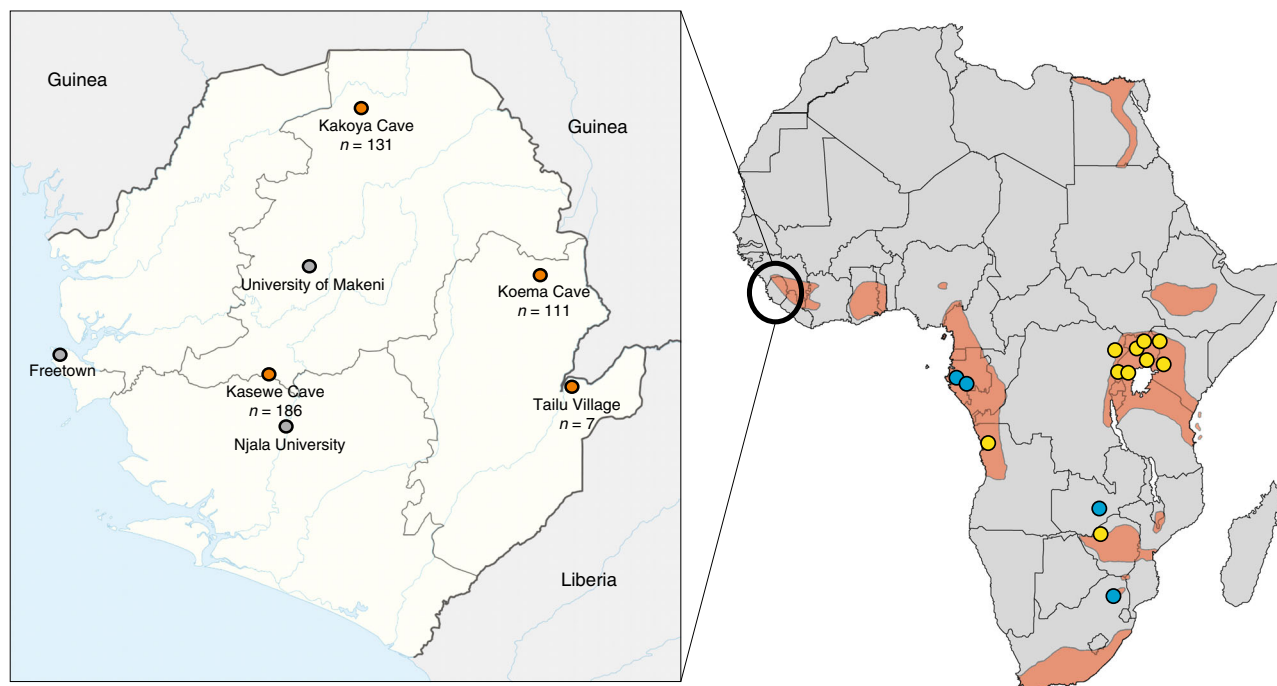 Guinea
Kakoya Cave
n = 131
Guinea
University of Makeni
Koema Cave
n = 111
Freetown
Kasewe Cave
n = 186
Njala University
Tailu Village
n = 7
Liberia